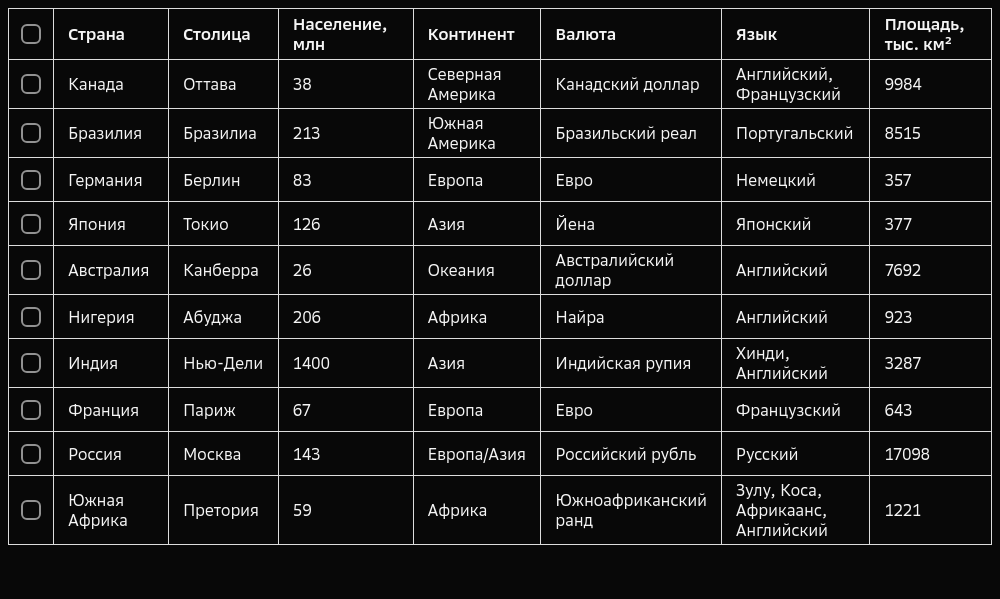 Страна Столица Население, млн Континент Валюта Язык Площадь, тыс. км²
Канада Оттава 38 Северная Америка Канадский доллар Английский, Французский 9984
Бразилия Бразилиа 213 Южная Америка Бразильский реал Португальский 8515
Германия Берлин 83 Европа Евро Немецкий 357
Япония Токио 126 Азия Йена Японский 377
Австралия Канберра 26 Океания Австралийский доллар Английский 7692
Нигерия Абуджа 206 Африка Найра Английский 923
Индия Нью-Дели 1400 Азия Индийская рупия Хинди, Английский 3287
Франция Париж 67 Европа Евро Французский 643
Россия Москва 143 Европа/Азия Российский рубль Русский 17098
Южная Африка Претория 59 Африка Южноафриканский ранд Зулу, Коса, Африкаанс, Английский 1221